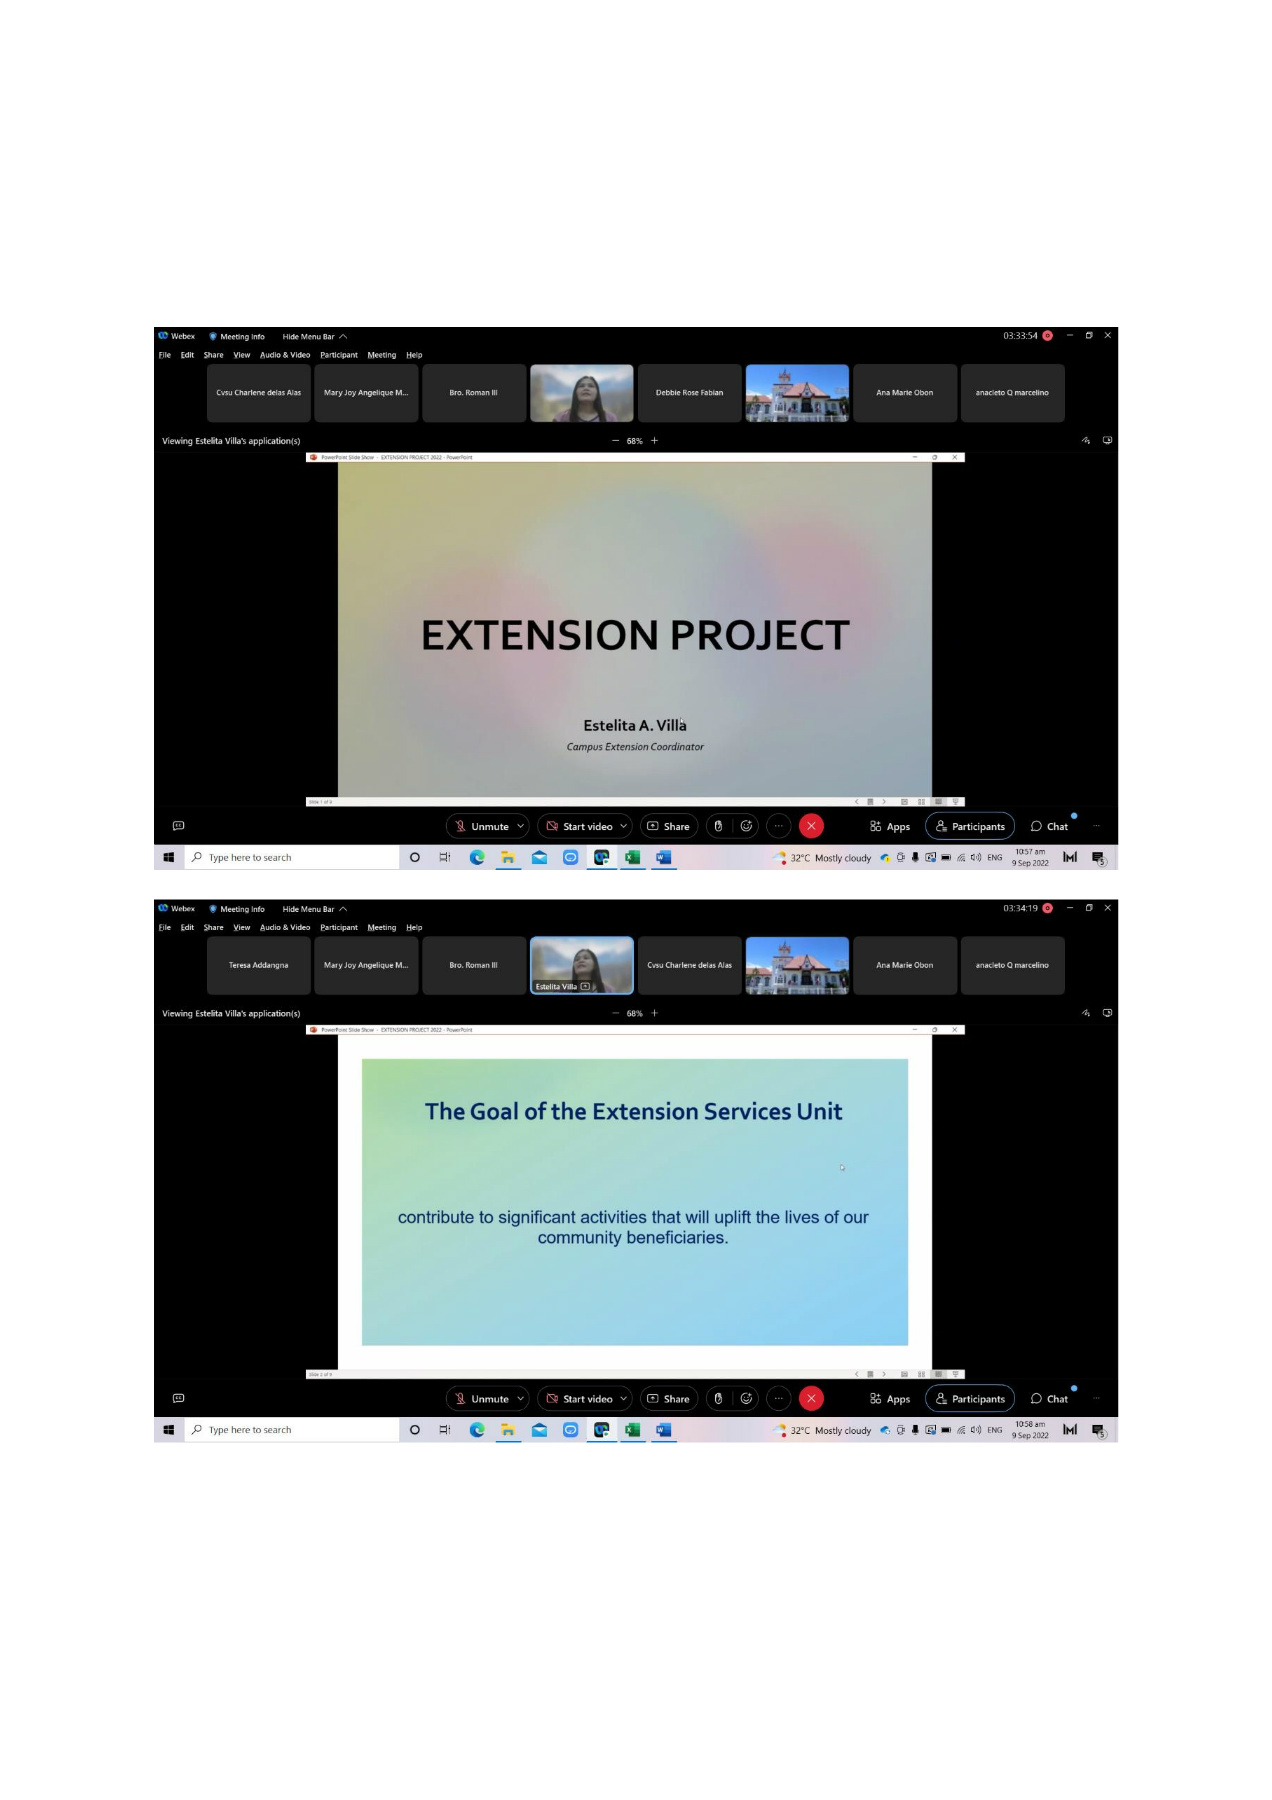 Webex Meeting Info Hide Menu Bar 03:33:54
File Edit Share View Audio & Video Participant Meeting Help
Cvsu Charlene delas Alas Mary Joy Angelique M... Bro. Roman III Debbie Rose Fabian Ana Marie Obon anacleto Q marcelino
Viewing Estelita Villa's application(s) 68%
PowerPoint Slide Show - EXTENSION PROJECT 2022 - PowerPoint
EXTENSION PROJECT
Estelita A. Villa
Campus Extension Coordinator
Unmute Start video Share Apps Participants Chat
Type here to search 32°C Mostly cloudy ENG 10:57 am
9 Sep 2022
Webex Meeting Info Hide Menu Bar 03:34:19
File Edit Share View Audio & Video Participant Meeting Help
Teresa Addangna Mary Joy Angelique M... Bro. Roman III Estelita Villa Cvsu Charlene delas Alas Ana Marie Obon anacleto Q marcelino
Viewing Estelita Villa's application(s) 68%
PowerPoint Slide Show - EXTENSION PROJECT 2022 - PowerPoint
The Goal of the Extension Services Unit
contribute to significant activities that will uplift the lives of our
community beneficiaries.
Unmute Start video Share Apps Participants Chat
Type here to search 32°C Mostly cloudy ENG 10:58 am
9 Sep 2022